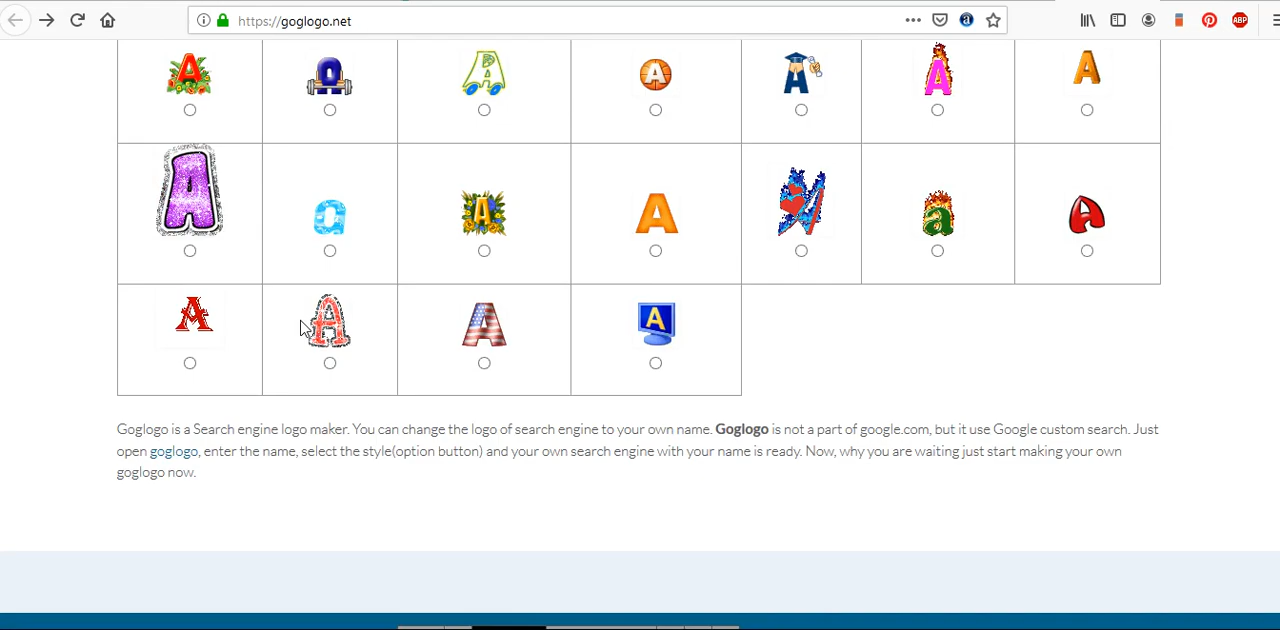 https://goglogo.net
ABP
A a A A A A A
A a A A A a A
A A A A
Goglogo is a Search engine logo maker. You can change the logo of search engine to your own name. Goglogo is not a part of google.com, but it use Google custom search. Just
open goglogo, enter the name, select the style(option button) and your own search engine with your name is ready. Now, why you are waiting just start making your own
goglogo now.